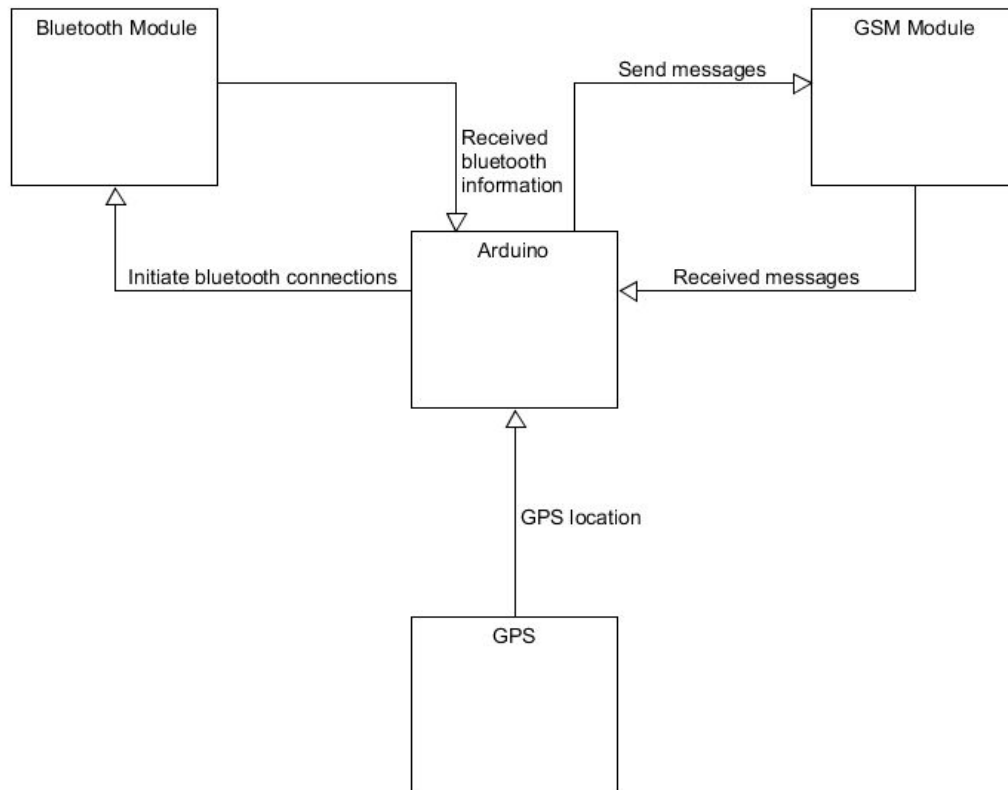 Bluetooth Module
GSM Module
Send messages
Received
bluetooth
information
Arduino
Initiate bluetooth connections
Received messages
GPS location
GPS